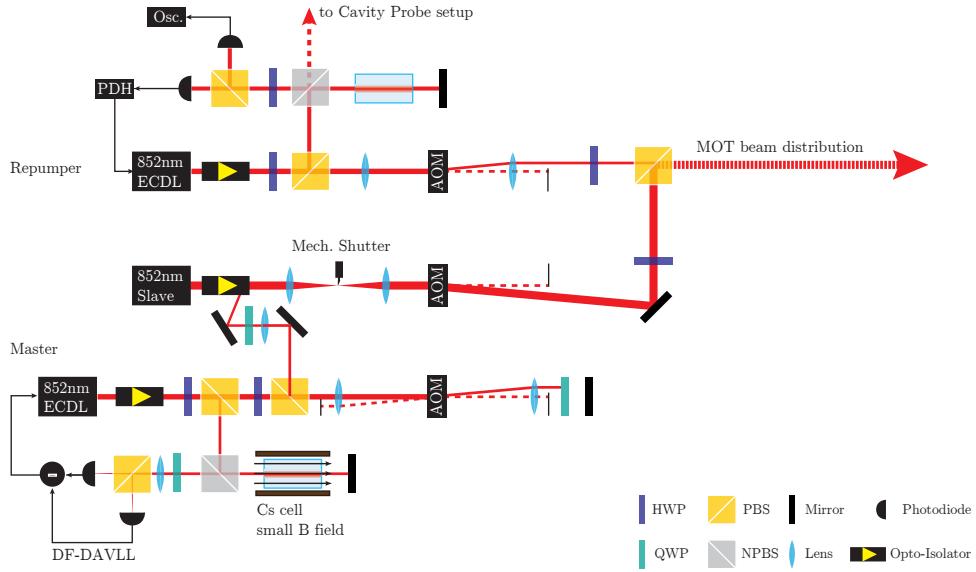 to Cavity Probe setup
Osc.
PDH
Repumper
852nm
ECDL
AOM
MOT beam distribution
Mech. Shutter
852nm
Slave
AOM
Master
852nm
ECDL
AOM
-
Cs cell
small B field
DF-DAVLL
HWP
PBS
Mirror
Photodiode
QWP
NPBS
Lens
Opto-Isolator